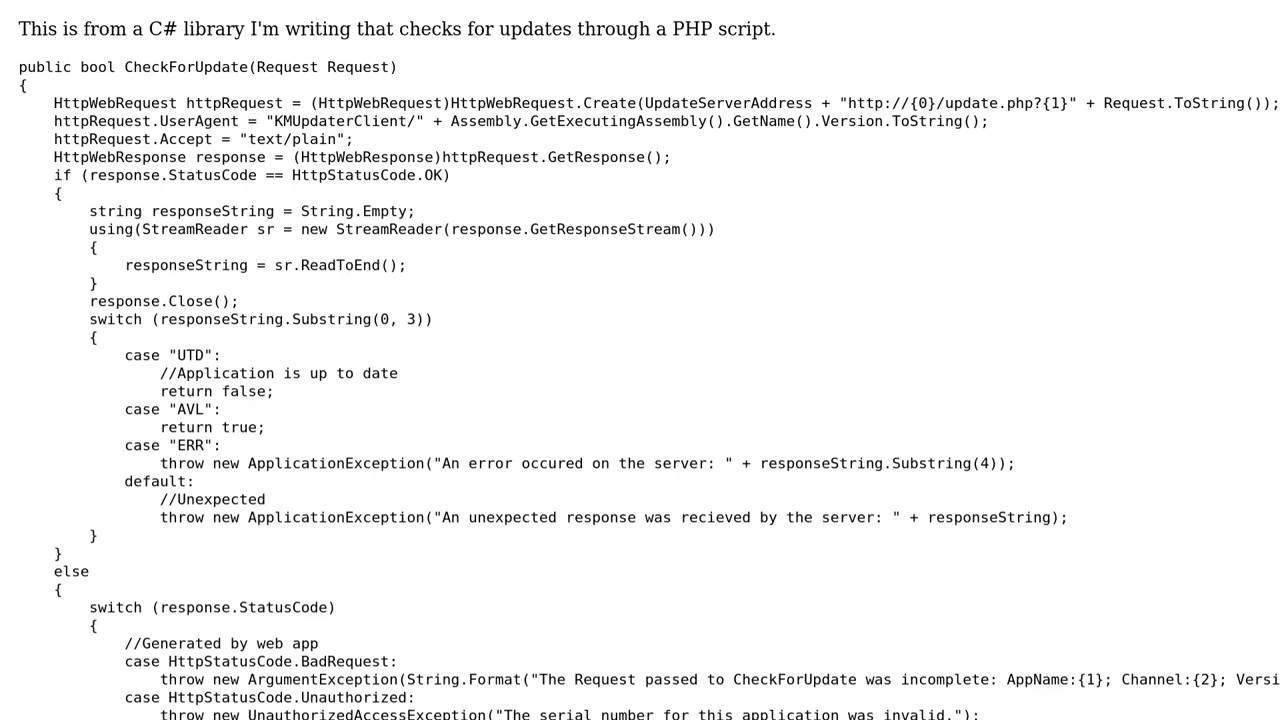 This is from a C# library I'm writing that checks for updates through a PHP script.
public bool CheckForUpdate(Request Request)
{
    HttpWebRequest httpRequest = (HttpWebRequest)HttpWebRequest.Create(UpdateServerAddress + "http://{0}/update.php?{1}" + Request.ToString());
    httpRequest.UserAgent = "KMUpdaterClient/" + Assembly.GetExecutingAssembly().GetName().Version.ToString();
    httpRequest.Accept = "text/plain";
    HttpWebResponse response = (HttpWebResponse)httpRequest.GetResponse();
    if (response.StatusCode == HttpStatusCode.OK)
    {
        string responseString = String.Empty;
        using(StreamReader sr = new StreamReader(response.GetResponseStream()))
        {
            responseString = sr.ReadToEnd();
        }
        response.Close();
        switch (responseString.Substring(0, 3))
        {
            case "UTD":
                //Application is up to date
                return false;
            case "AVL":
                return true;
            case "ERR":
                throw new ApplicationException("An error occured on the server: " + responseString.Substring(4));
            default:
                //Unexpected
                throw new ApplicationException("An unexpected response was recieved by the server: " + responseString);
        }
    }
    else
    {
        switch (response.StatusCode)
        {
            //Generated by web app
            case HttpStatusCode.BadRequest:
                throw new ArgumentException(String.Format("The Request passed to CheckForUpdate was incomplete: AppName:{1}; Channel:{2}; Versi
            case HttpStatusCode.Unauthorized:
                throw new UnauthorizedAccessException("The serial number for this application was invalid.");